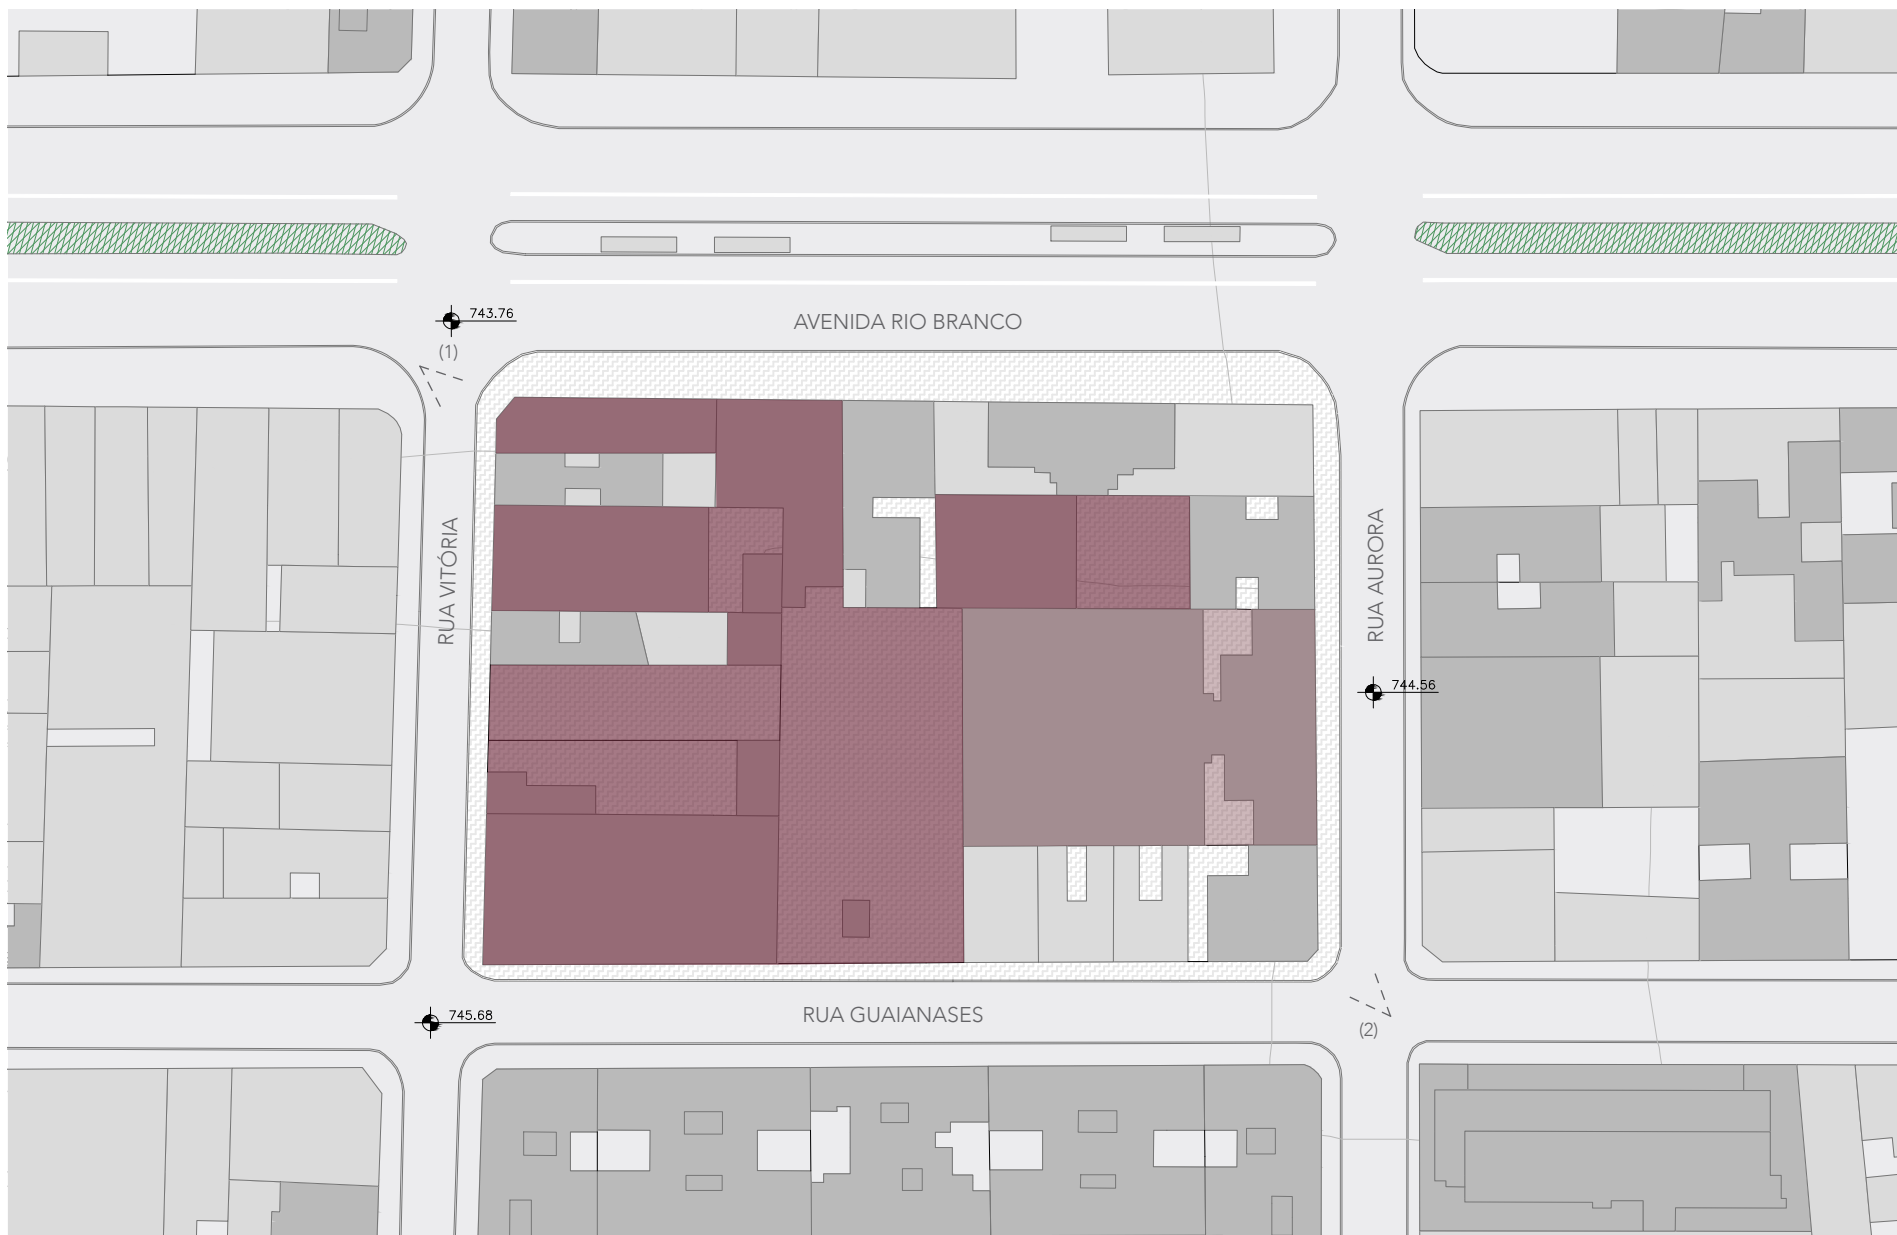 743.76
AVENIDA RIO BRANCO
(1)
RUA VITÓRIA
RUA AURORA
744.56
745.68
RUA GUAIANASES
(2)